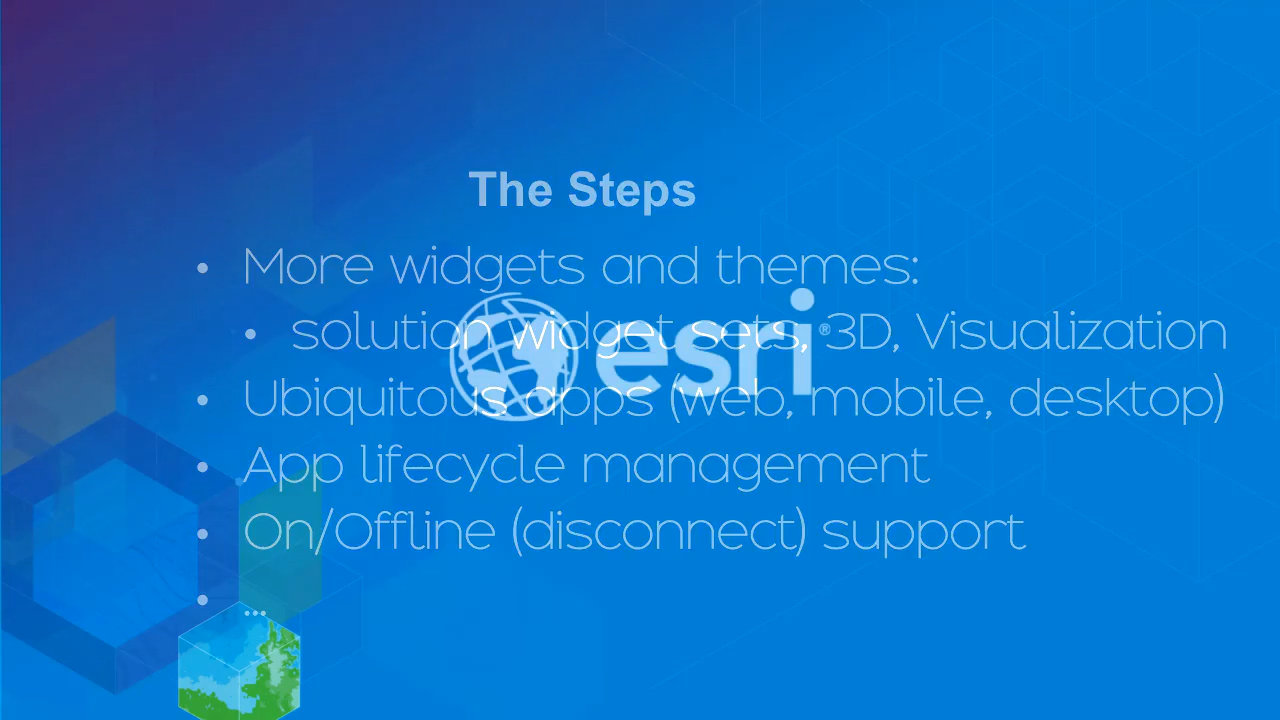 The Steps
• More widgets and themes:
• solution widget sets, 3D, Visualization
esri®
• Ubiquitous apps (web, mobile, desktop)
• App lifecycle management
• On/Offline (disconnect) support
• ...